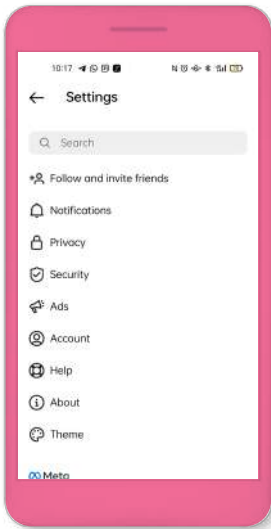 10:17
Settings
Search
Follow and invite friends
Notifications
Privacy
Security
Ads
Account
Help
About
Theme
Meta